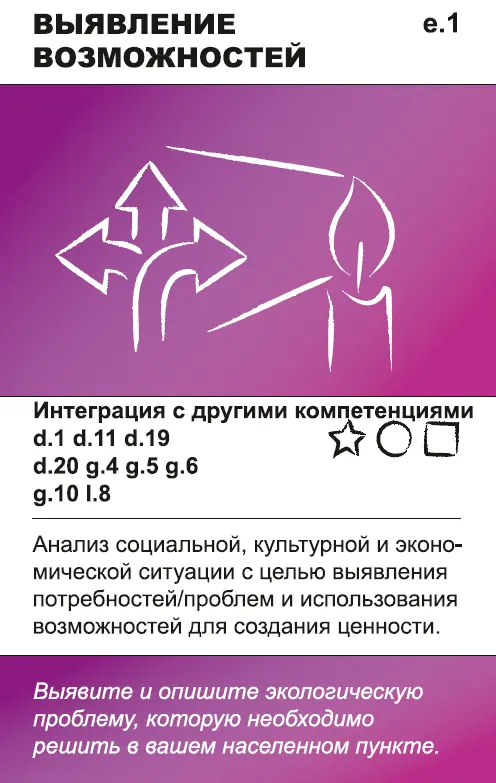 ВЫЯВЛЕНИЕ
ВОЗМОЖНОСТЕЙ
e.1
Интеграция с другими компетенциями
d.1 d.11 d.19
d.20 g.4 g.5 g.6
g.10 l.8
Анализ социальной, культурной и эконо-
мической ситуации с целью выявления
потребностей/проблем и использования
возможностей для создания ценности.
Выявите и опишите экологическую
проблему, которую необходимо
решить в вашем населенном пункте.